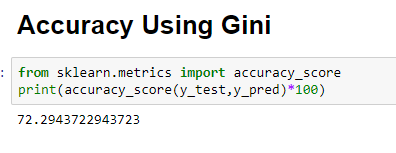 Accuracy Using Gini
: from sklearn.metrics import accuracy_score
print(accuracy_score(y_test,y_pred)*100)
72.2943722943723